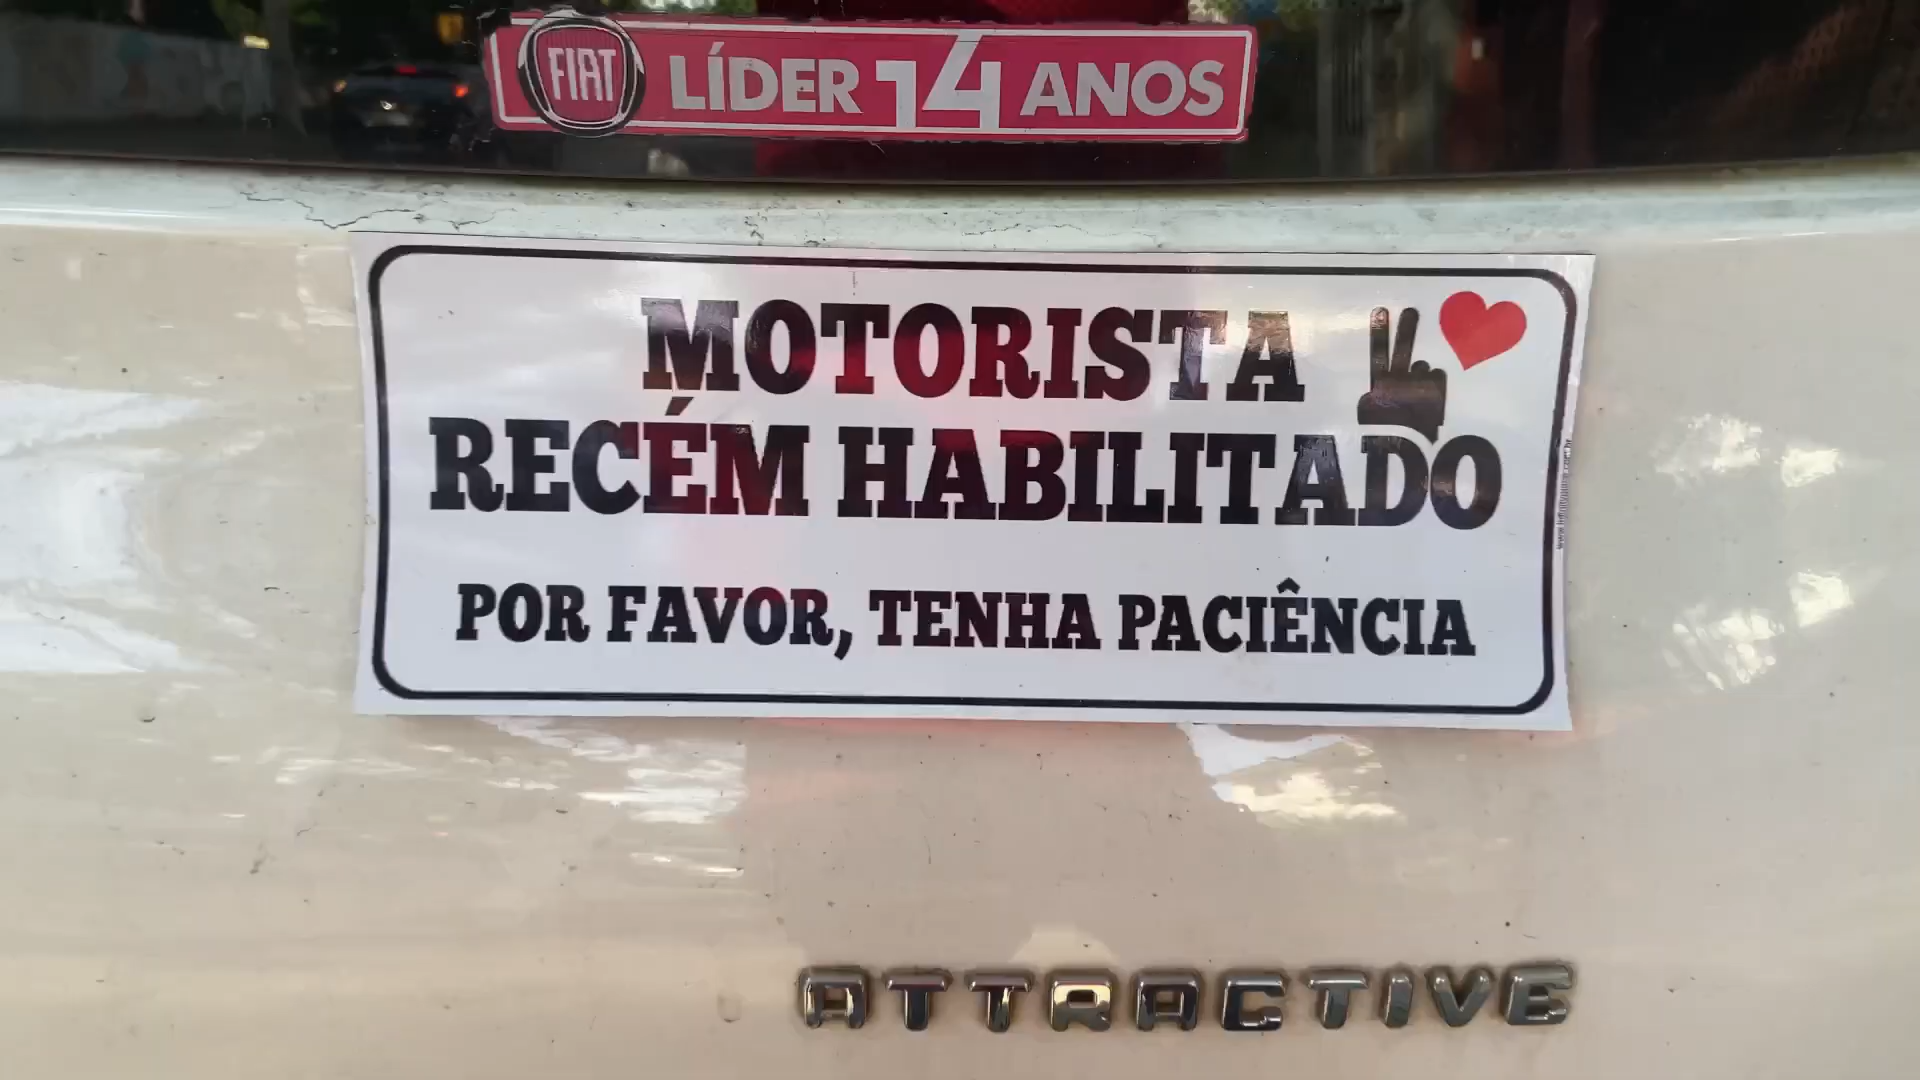 FIAT LÍDER 14 ANOS
MOTORISTA
RECÉM HABILITADO
POR FAVOR, TENHA PACIÊNCIA
ATTRACTIVE